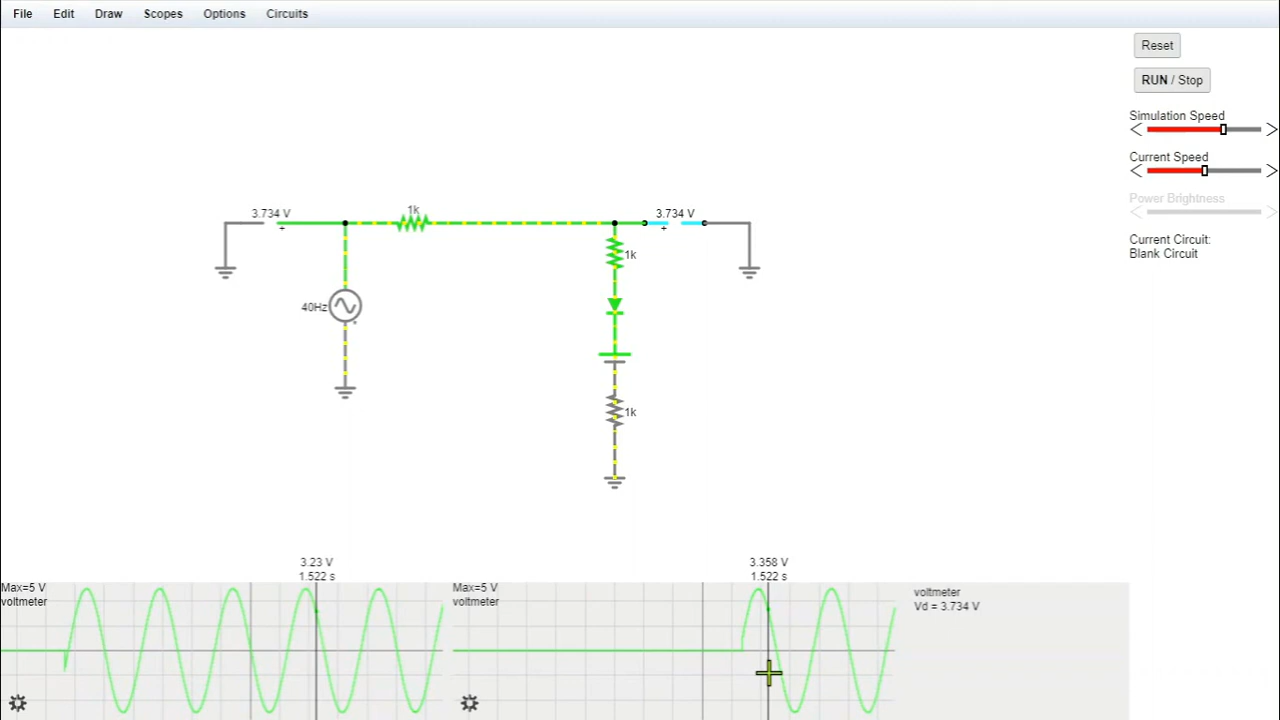 File Edit Draw Scopes Options Circuits
Reset
RUN / Stop
Simulation Speed
Current Speed
Power Brightness
Current Circuit:
Blank Circuit
3.734 V
+
1k
3.734 V
+
1k
40Hz
1k
3.23 V
1.522 s
3.358 V
1.522 s
Max=5 V
voltmeter
Max=5 V
voltmeter
voltmeter
Vd = 3.734 V